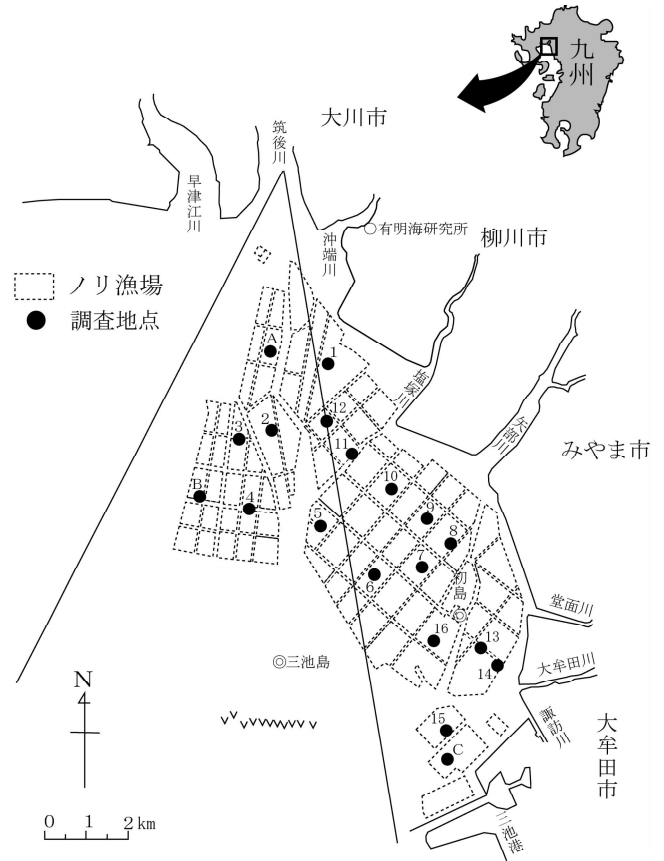 九州
大川市
筑後川
早津江川
沖端川
○有明海研究所
柳川市
ノリ漁場
調査地点
塩塚川
矢部川
みやま市
A
1
12
2
3
11
10
B
4
5
9
8
7
6
初島
◎
16
13
14
堂面川
大牟田川
諏訪川
大牟田市
◎三池島
15
C
三池港
N
0 1 2km